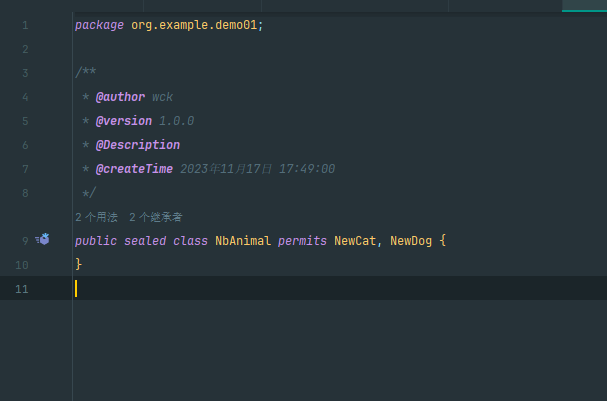 1 package org.example.demo01;
2
3 /**
4 * @author wck
5 * @version 1.0.0
6 * @Description
7 * @createTime 2023年11月17日 17:49:00
8 */
2 个用法 2 个继承者
9 public sealed class NbAnimal permits NewCat, NewDog {
10 }
11